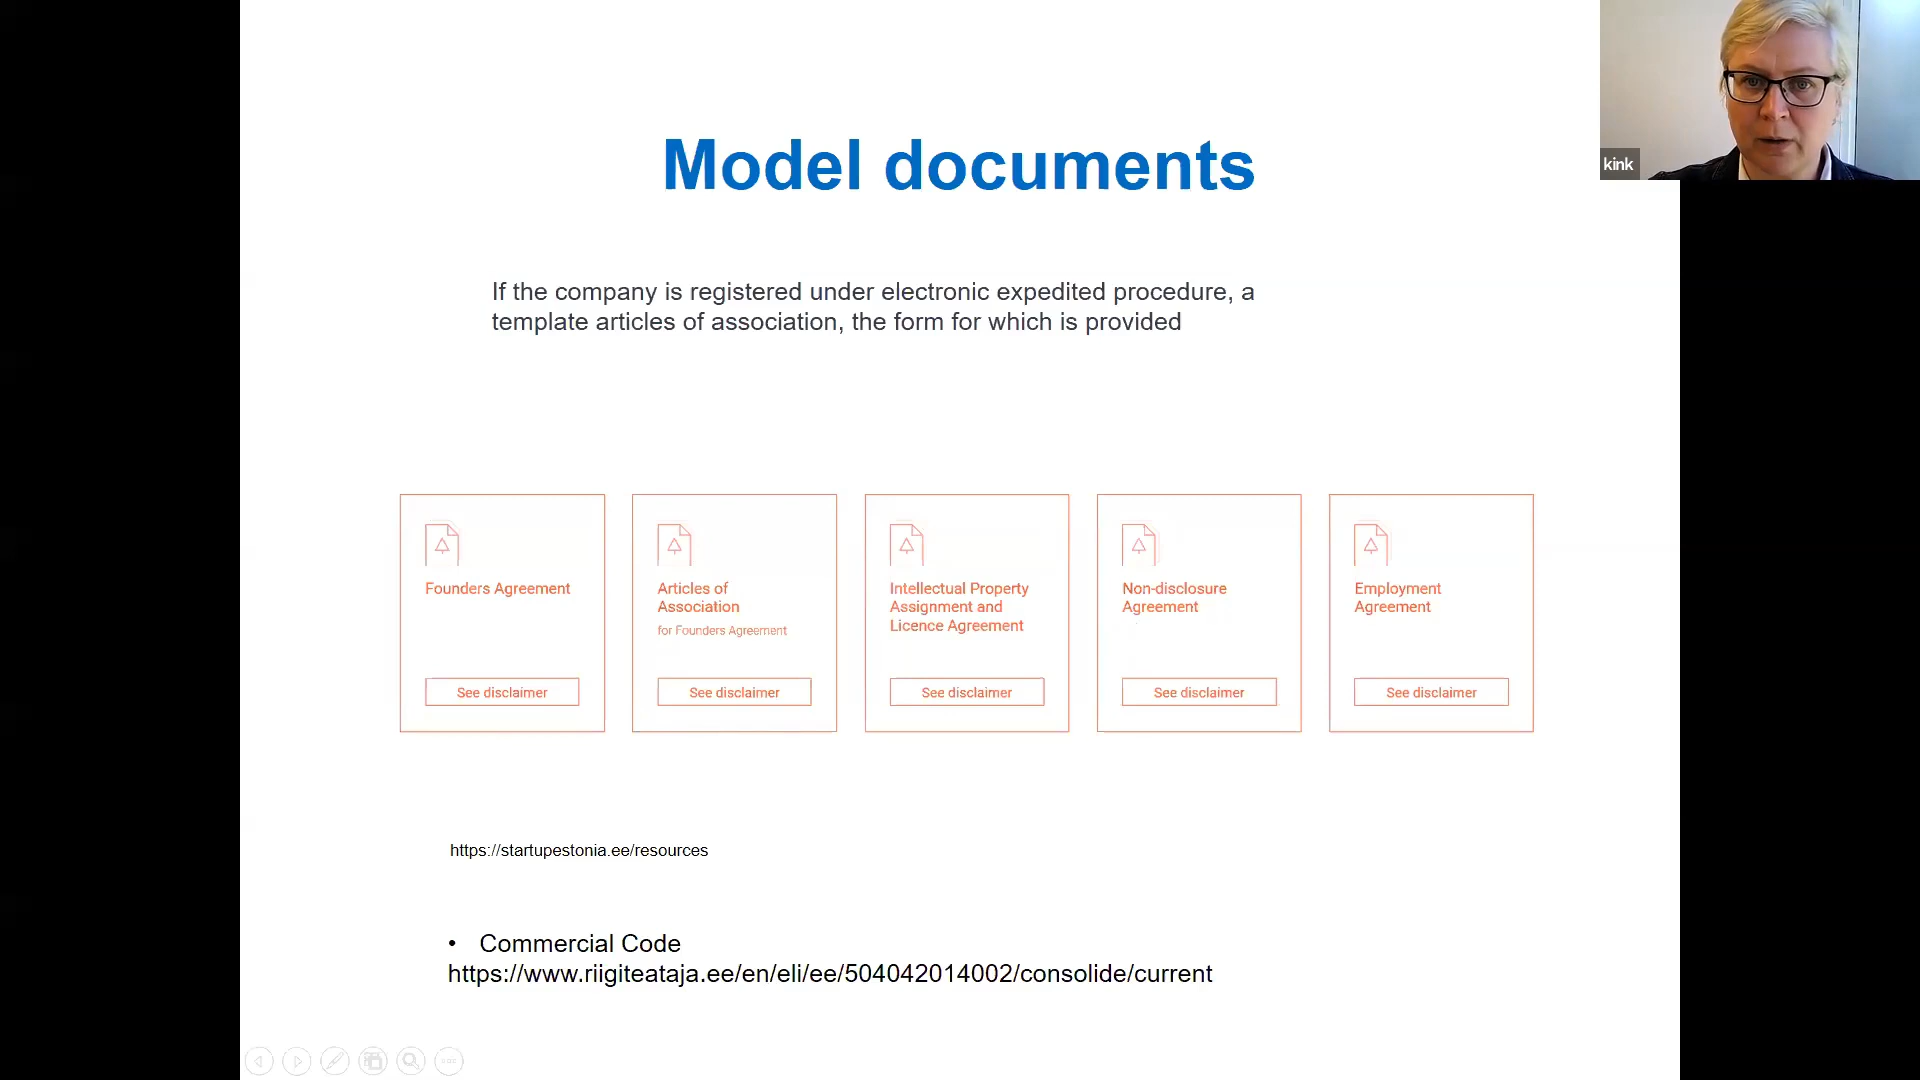 kink
Model documents
If the company is registered under electronic expedited procedure, a
template articles of association, the form for which is provided
Founders Agreement
See disclaimer
Articles of
Association
for Founders Agreement
See disclaimer
Intellectual Property
Assignment and
Licence Agreement
See disclaimer
Non-disclosure
Agreement
See disclaimer
Employment
Agreement
See disclaimer
https://startupestonia.ee/resources
• Commercial Code
https://www.riigiteataja.ee/en/eli/ee/504042014002/consolide/current